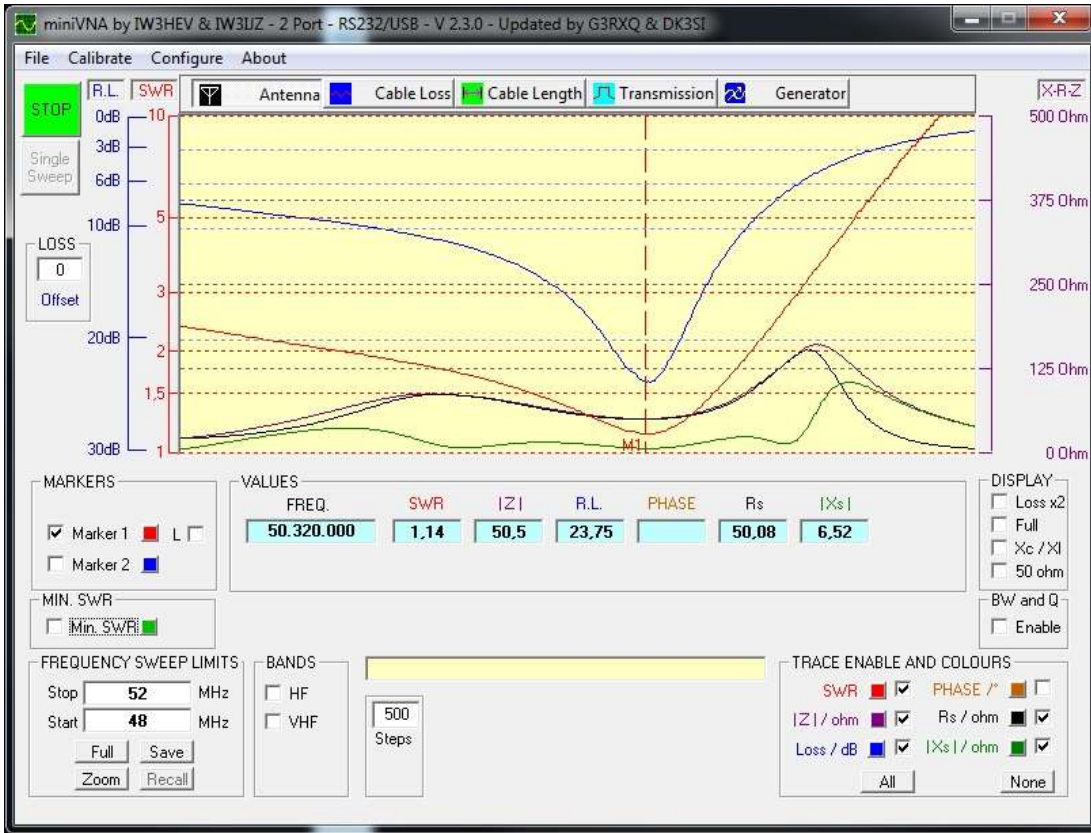 miniVNA by IW3HEV & IW3IJZ - 2 Port - RS232/USB - V 2.3.0 - Updated by G3RXQ & DK3SI
File Calibrate Configure About
STOP R.L. SWR Antenna Cable Loss Cable Length Transmission Generator X-R-Z
0dB 10 500 Ohm
Single Sweep
3dB
6dB
375 Ohm
5
10dB
LOSS
0
Offset
3
250 Ohm
20dB
2
125 Ohm
1,5
M1
30dB 1 0 Ohm
MARKERS
Marker 1 L
Marker 2
VALUES
FREQ. SWR |Z| R.L. PHASE Rs |Xs|
50.320.000 1,14 50,5 23,75 50,08 6,52
DISPLAY
Loss x2
Full
Xc / Xl
50 ohm
MIN. SWR
Min. SWR
BW and Q
Enable
FREQUENCY SWEEP LIMITS
Stop 52 MHz
Start 48 MHz
Full Save
Zoom Recall
BANDS
HF
VHF
500
Steps
TRACE ENABLE AND COLOURS
SWR PHASE /°
|Z| / ohm Rs / ohm
Loss / dB |Xs| / ohm
All None